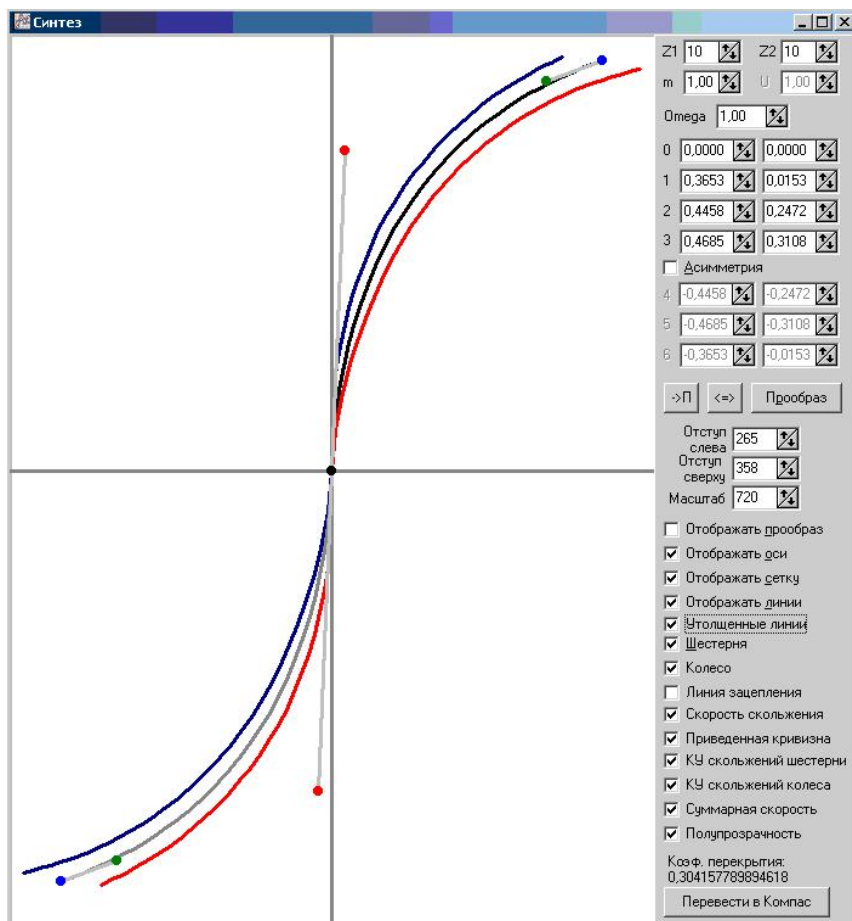 Синтез
Z1 10 Z2 10
m 1,00 U 1,00
Omega 1,00
0 0,0000 0,0000
1 0,3653 0,0153
2 0,4458 0,2472
3 0,4685 0,3108
Асимметрия
4 -0,4458 -0,2472
5 -0,4685 -0,3108
6 -0,3653 -0,0153
->П <=> Прообраз
Отступ
слева 265
Отступ
сверху 358
Масштаб 720
Отображать прообраз
Отображать оси
Отображать сетку
Отображать линии
Утолщенные линии
Шестерня
Колесо
Линия зацепления
Скорость скольжения
Приведенная кривизна
КУ скольжений шестерни
КУ скольжений колеса
Суммарная скорость
Полупрозрачность
Коэф. перекрытия:
0,304157789894618
Перевести в Компас